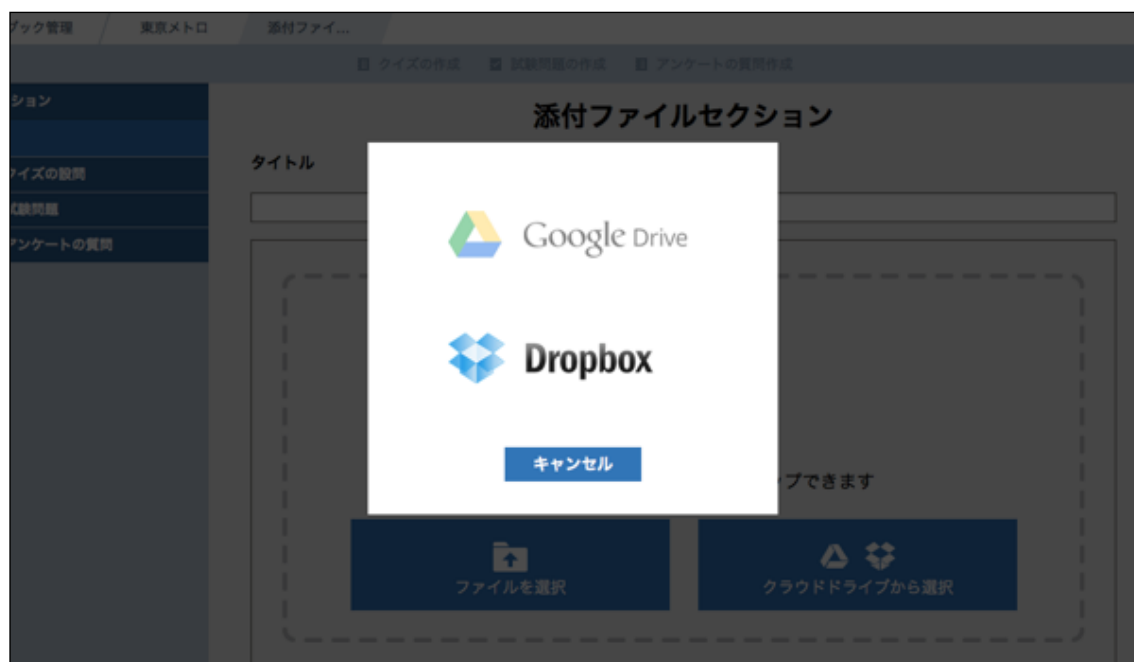 ブック管理 東京メトロ 添付ファイ...
クイズの作成 試験問題の作成 アンケートの質問作成
ション
添付ファイルセクション
タイトル
クイズの設問
試験問題
アンケートの質問
Google Drive
Dropbox
キャンセル
プできます
ファイルを選択 クラウドドライブから選択